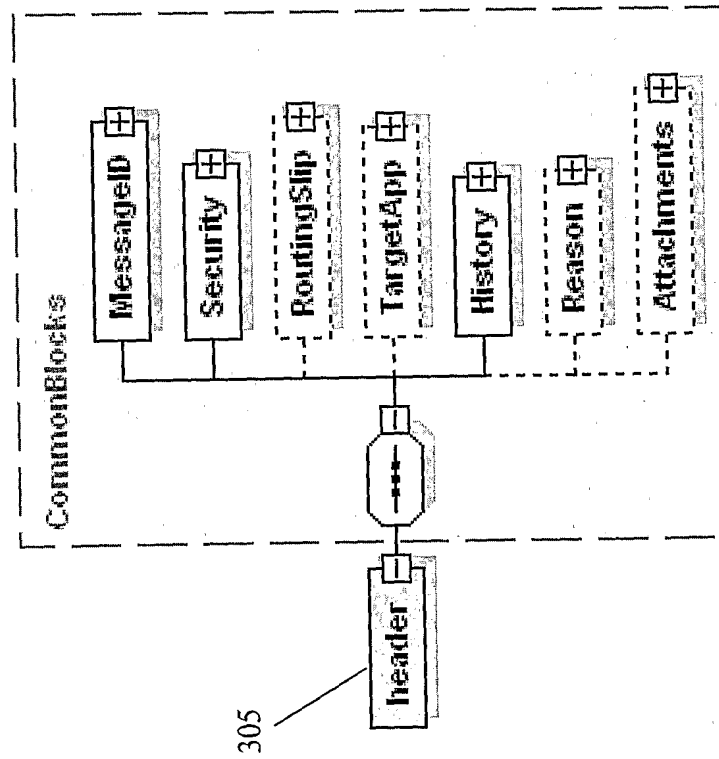 CommonBlocks
MessageID
Security
RoutingSlip
TargetApp
History
Reason
Attachments
header
305